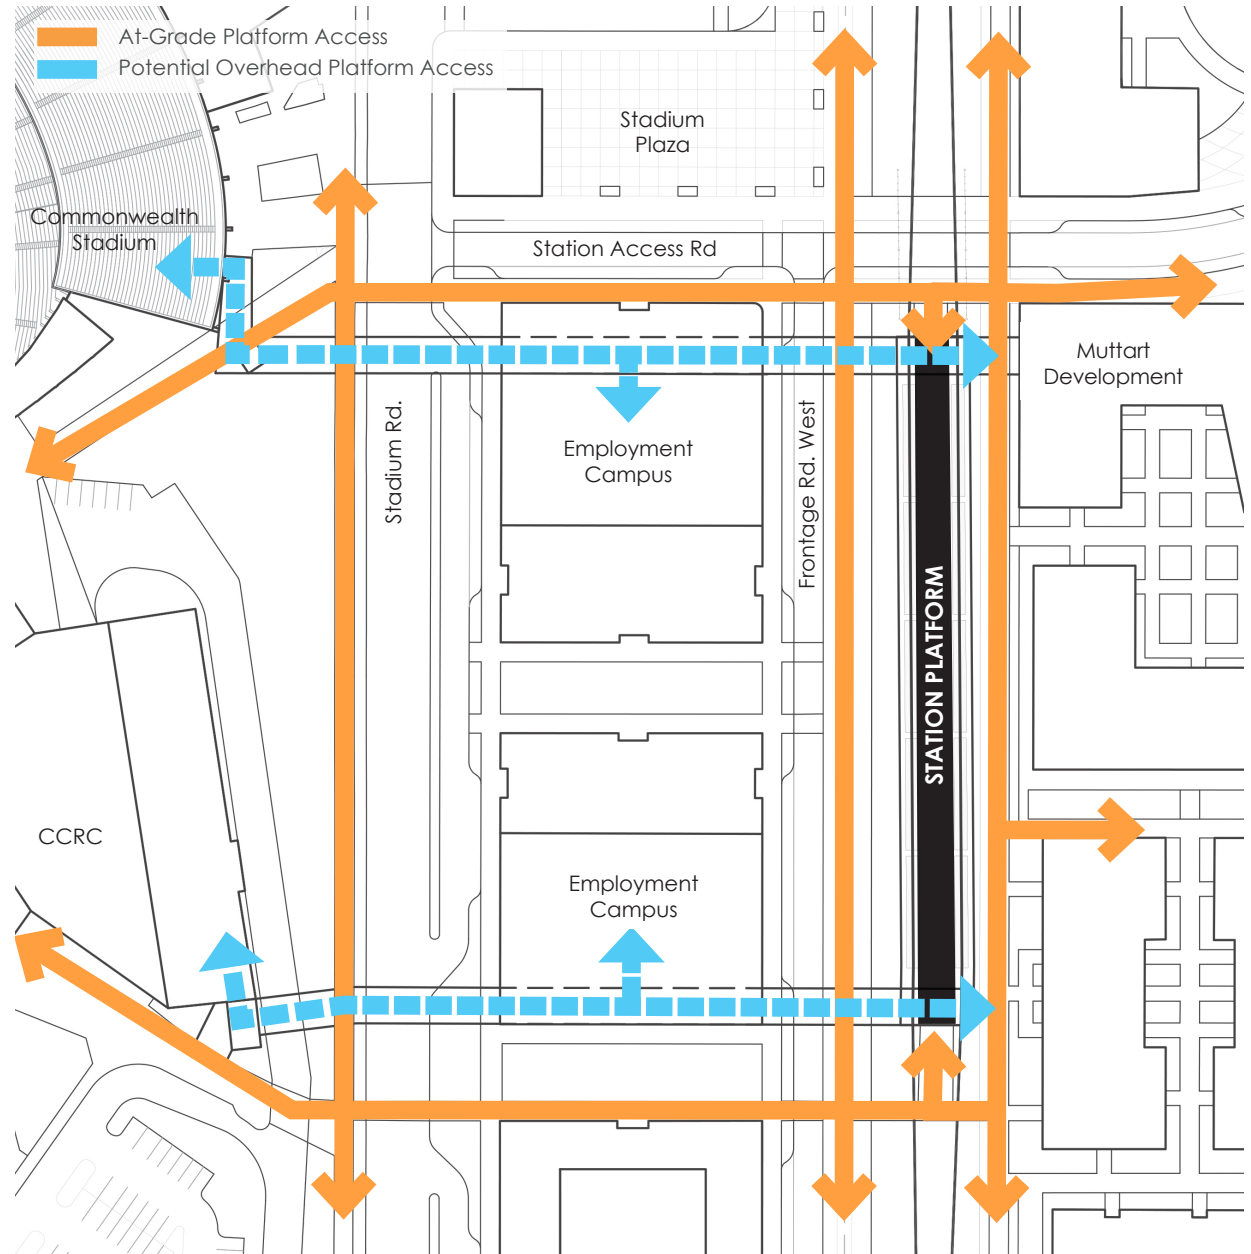 At-Grade Platform Access
Potential Overhead Platform Access
Stadium
Plaza
Commonwealth
Stadium
Station Access Rd
Muttart
Development
Stadium Rd.
Employment
Campus
Frontage Rd. West
STATION PLATFORM
CCRC
Employment
Campus